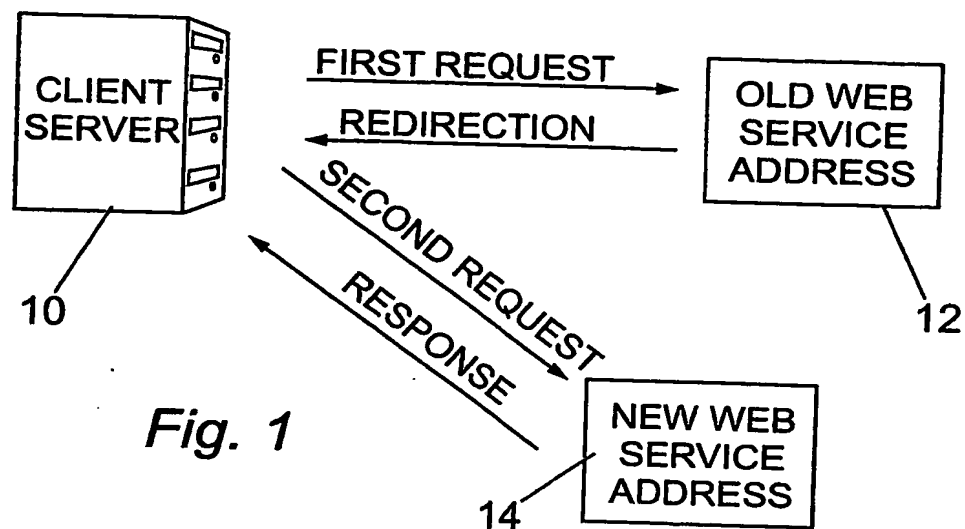 CLIENT
SERVER
FIRST REQUEST
REDIRECTION
OLD WEB
SERVICE
ADDRESS
SECOND REQUEST
RESPONSE
10
12
Fig. 1
NEW WEB
SERVICE
ADDRESS
14